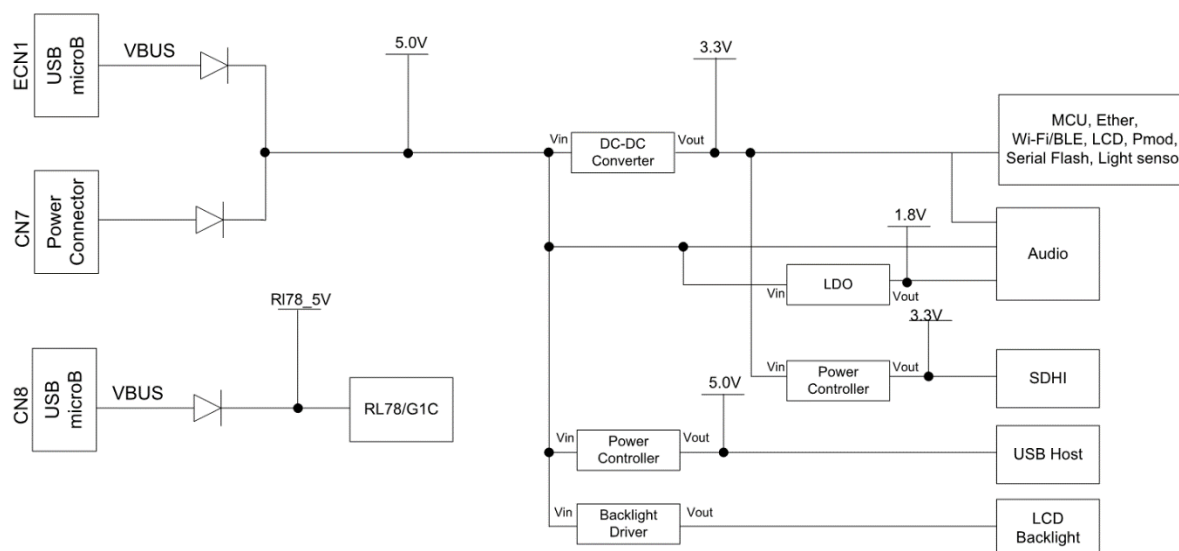 ECN1
USB
microB
VBUS
5.0V
3.3V
Vin
DC-DC
Converter
Vout
MCU, Ether,
Wi-Fi/BLE, LCD, Pmod,
Serial Flash, Light sensor
CN7
Power
Connector
1.8V
Audio
LDO
Vin
Vout
RI78_5V
3.3V
CN8
USB
microB
VBUS
RL78/G1C
Vin
Power
Controller
Vout
SDHI
5.0V
Vin
Power
Controller
Vout
USB Host
Vin
Backlight
Driver
Vout
LCD
Backlight